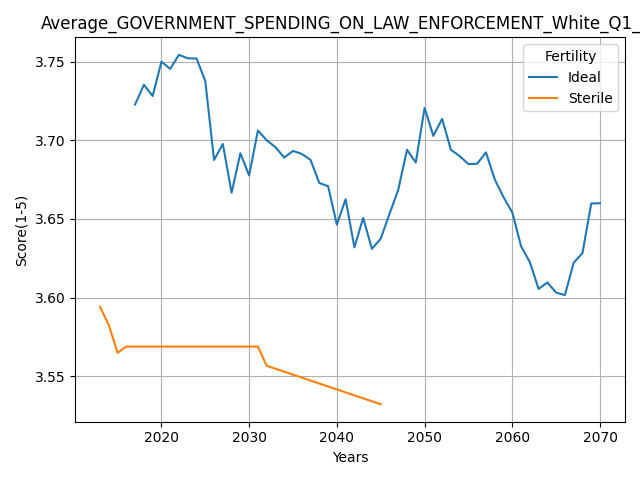 Average_GOVERNMENT_SPENDING_ON_LAW_ENFORCEMENT_White_Q1_
Fertility
Ideal
Sterile
Score(1-5)
3.75
3.70
3.65
3.60
3.55
2020 2030 2040 2050 2060 2070
Years